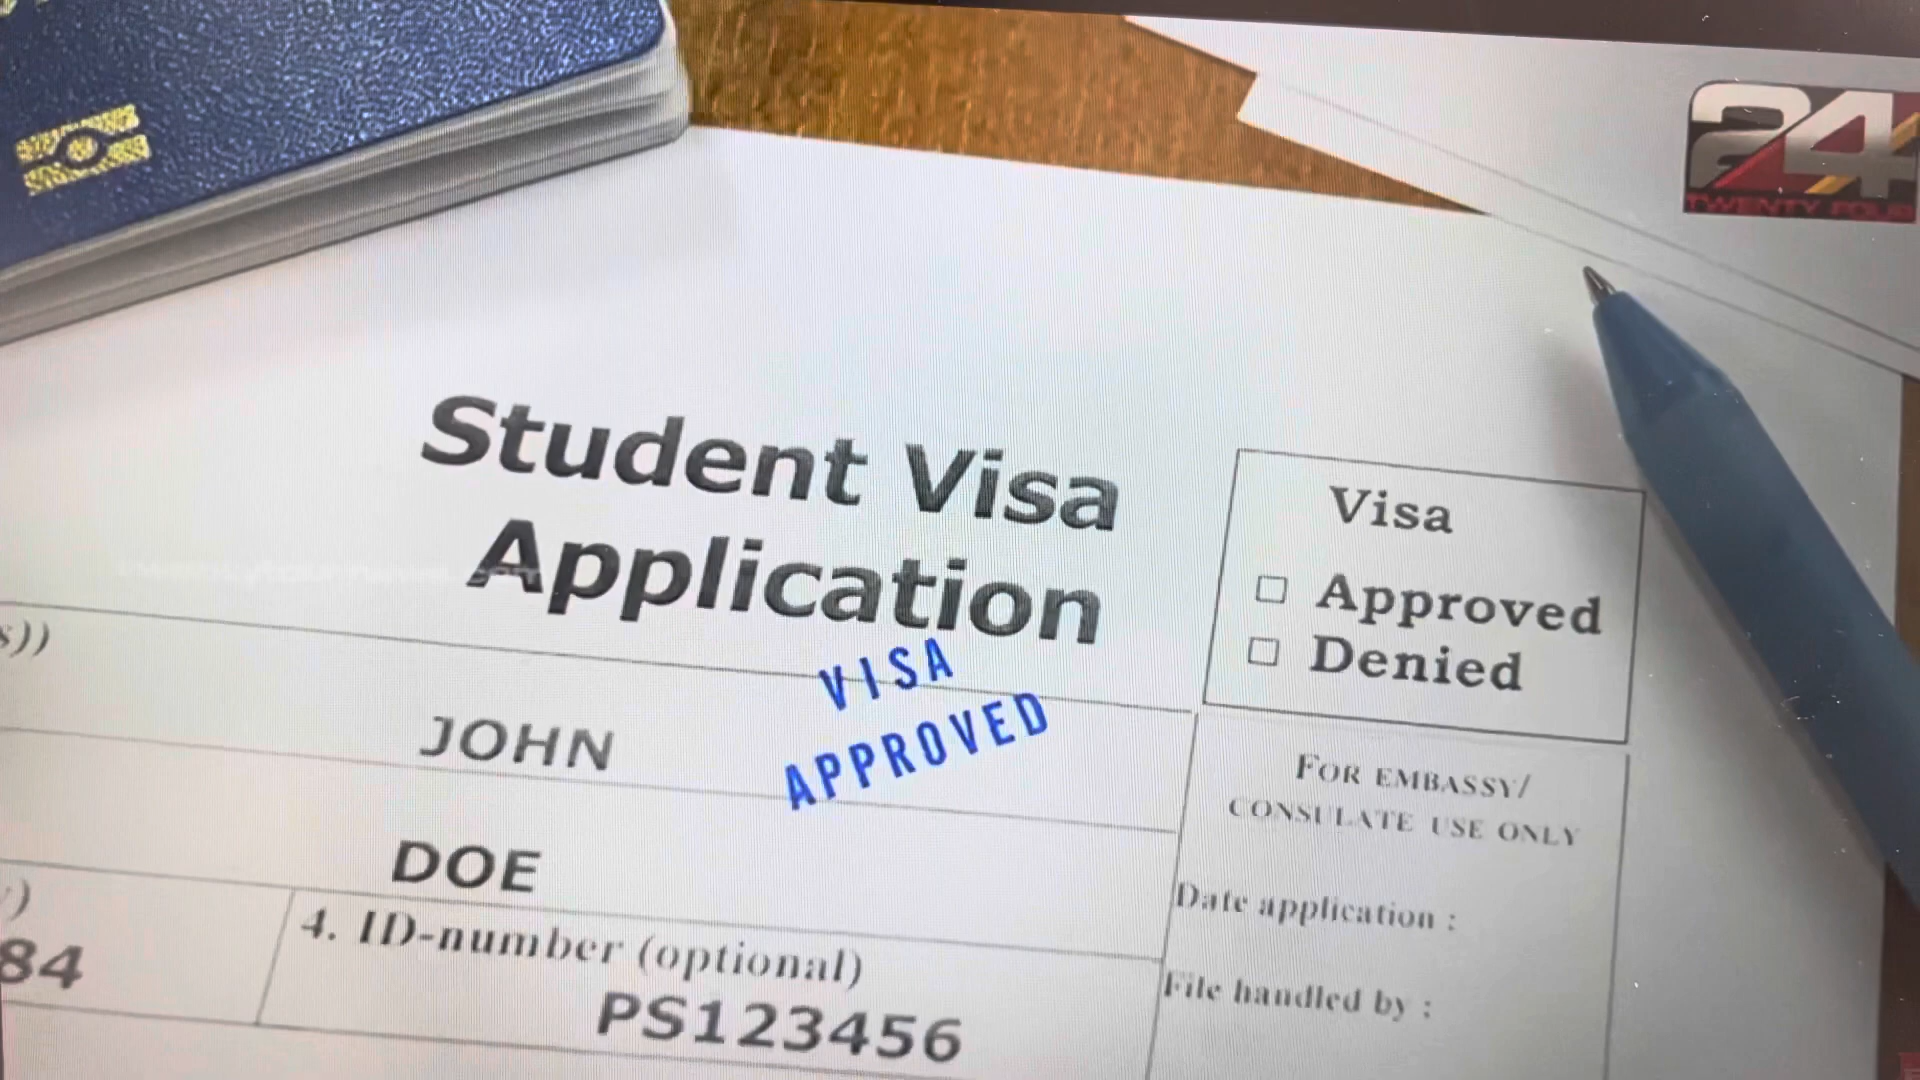 24
TWENTY FOUR
Student Visa
Application
Visa
Approved
Denied
s))
VISA
APPROVED
JOHN
FOR EMBASSY/
CONSULATE USE ONLY
DOE
Date application :
84
4. ID-number (optional)
PS123456
File handled by :